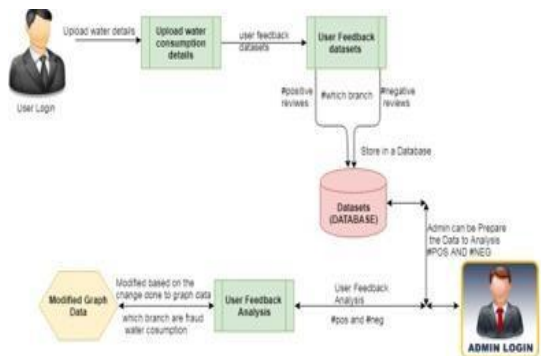 Upload water details
Upload water
consumption
details
user feedback
datasets
User Feedback
datasets
User Login
#positive
reviwes
#which branch
#negative
reviews
Store in a Database
Datasets
(DATABASE)
Admin can be Prepare
the Data to Analysis
#POS AND #NEG
Modified Graph
Data
Modified based on the
change done to graph data
which branch are fraud
water cosumption
User Feedback
Analysis
User Feedback
Analysis
#pos and #neg
ADMIN LOGIN